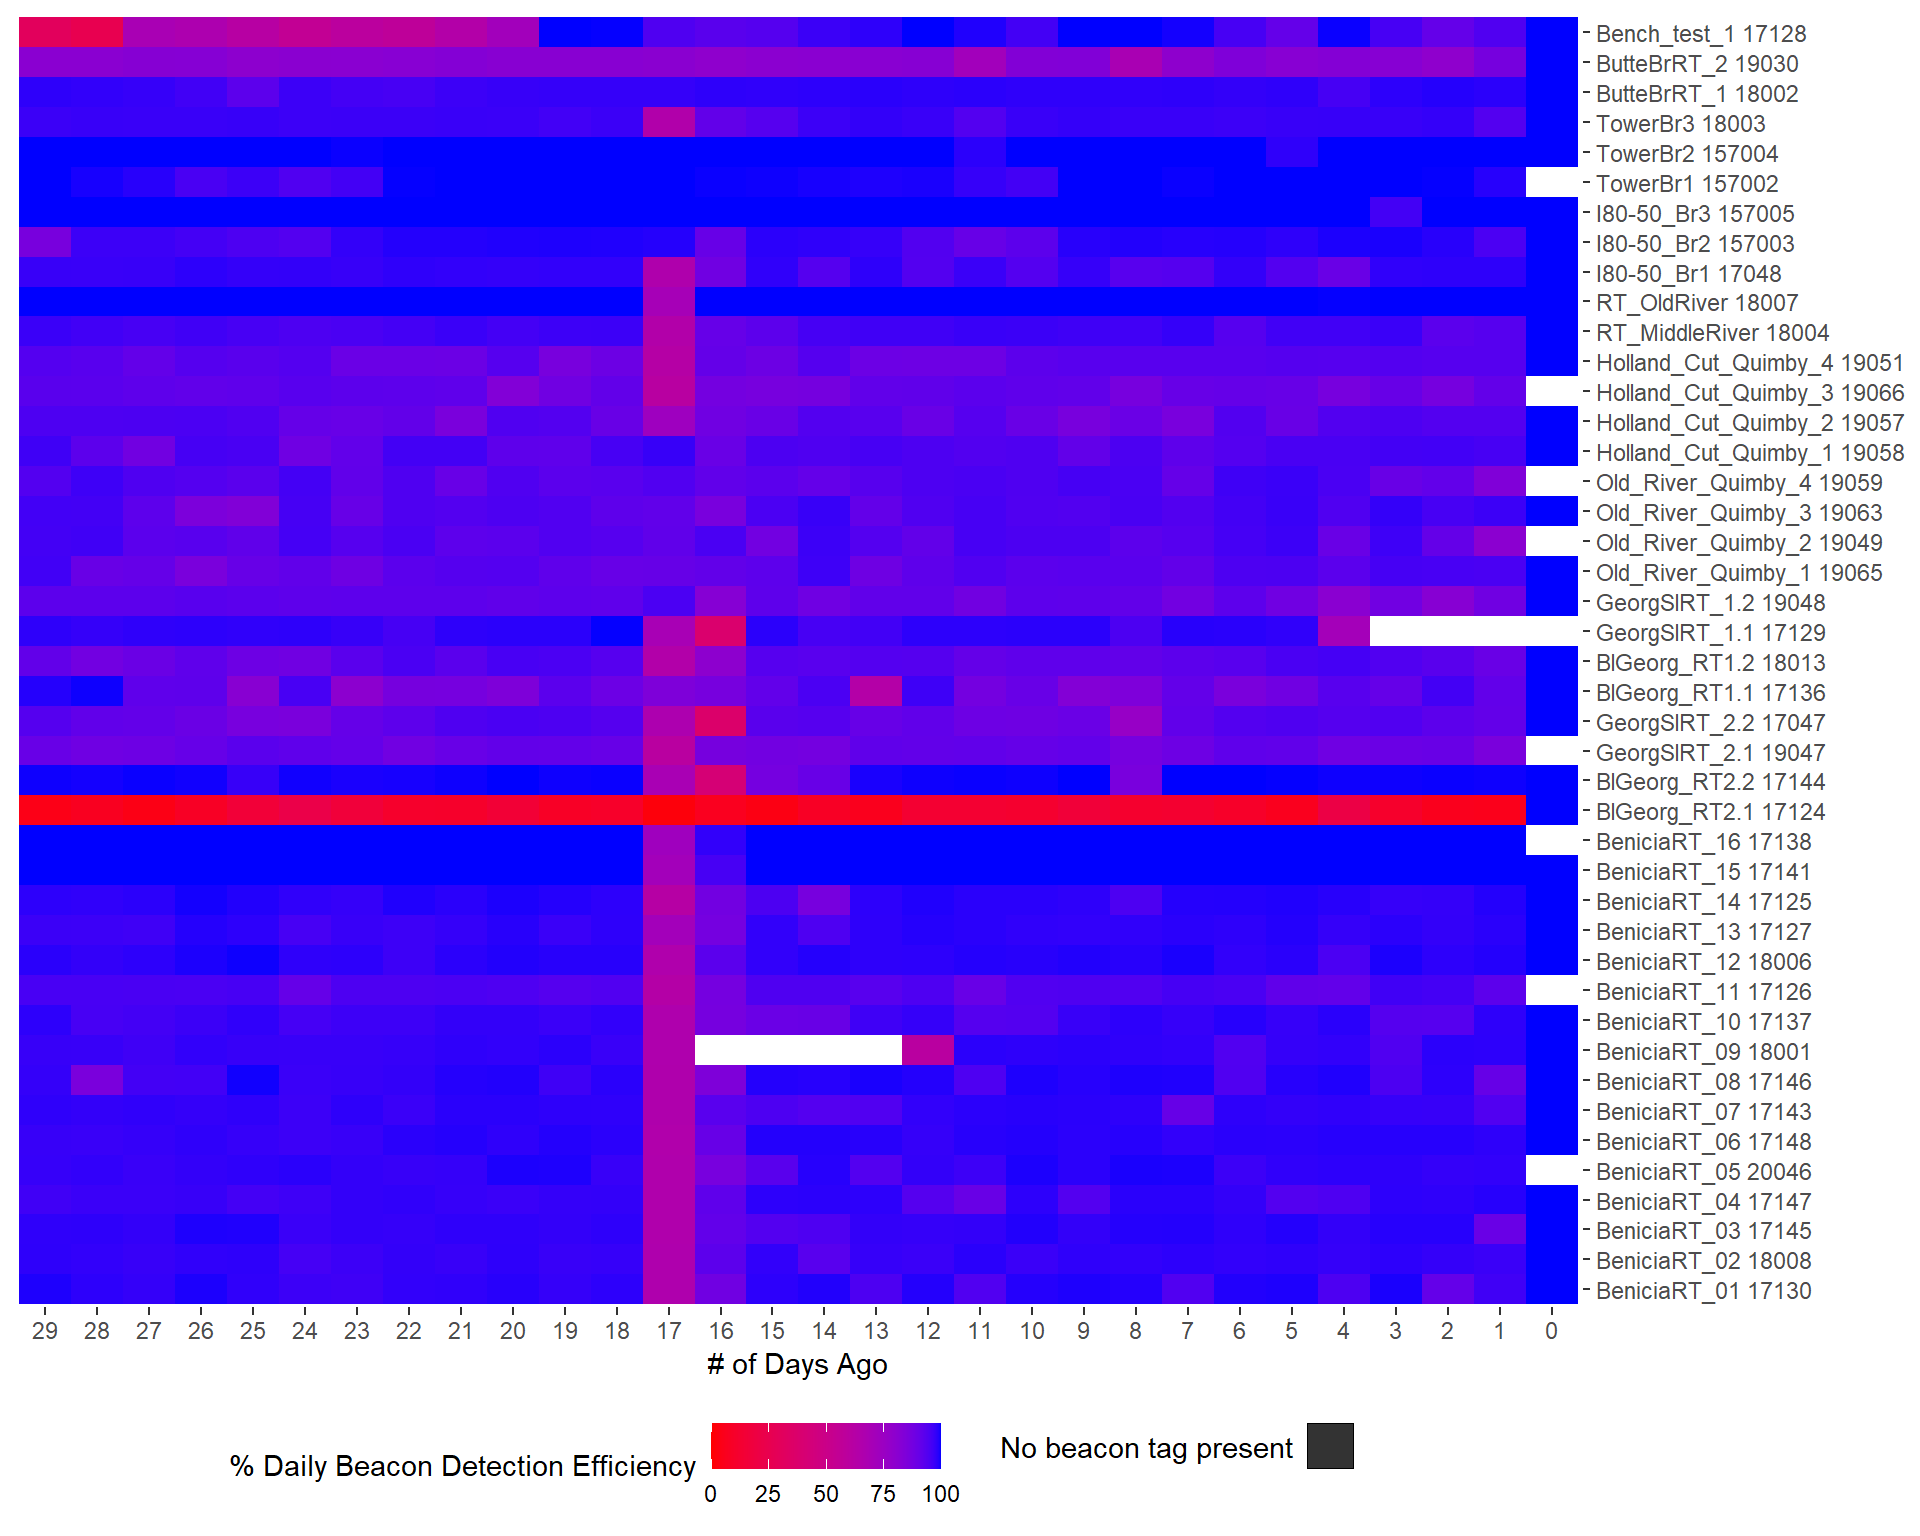 Bench_test_1 17128
ButteBrRT_2 19030
ButteBrRT_1 18002
TowerBr3 18003
TowerBr2 157004
TowerBr1 157002
I80-50_Br3 157005
I80-50_Br2 157003
I80-50_Br1 17048
RT_OldRiver 18007
RT_MiddleRiver 18004
Holland_Cut_Quimby_4 19051
Holland_Cut_Quimby_3 19066
Holland_Cut_Quimby_2 19057
Holland_Cut_Quimby_1 19058
Old_River_Quimby_4 19059
Old_River_Quimby_3 19063
Old_River_Quimby_2 19049
Old_River_Quimby_1 19065
GeorgSlRT_1.2 19048
GeorgSlRT_1.1 17129
BlGeorg_RT1.2 18013
BlGeorg_RT1.1 17136
GeorgSlRT_2.2 17047
GeorgSlRT_2.1 19047
BlGeorg_RT2.2 17144
BlGeorg_RT2.1 17124
BeniciaRT_16 17138
BeniciaRT_15 17141
BeniciaRT_14 17125
BeniciaRT_13 17127
BeniciaRT_12 18006
BeniciaRT_11 17126
BeniciaRT_10 17137
BeniciaRT_09 18001
BeniciaRT_08 17146
BeniciaRT_07 17143
BeniciaRT_06 17148
BeniciaRT_05 20046
BeniciaRT_04 17147
BeniciaRT_03 17145
BeniciaRT_02 18008
BeniciaRT_01 17130
29 28 27 26 25 24 23 22 21 20 19 18 17 16 15 14 13 12 11 10 9 8 7 6 5 4 3 2 1 0
# of Days Ago
% Daily Beacon Detection Efficiency
0 25 50 75 100
No beacon tag present